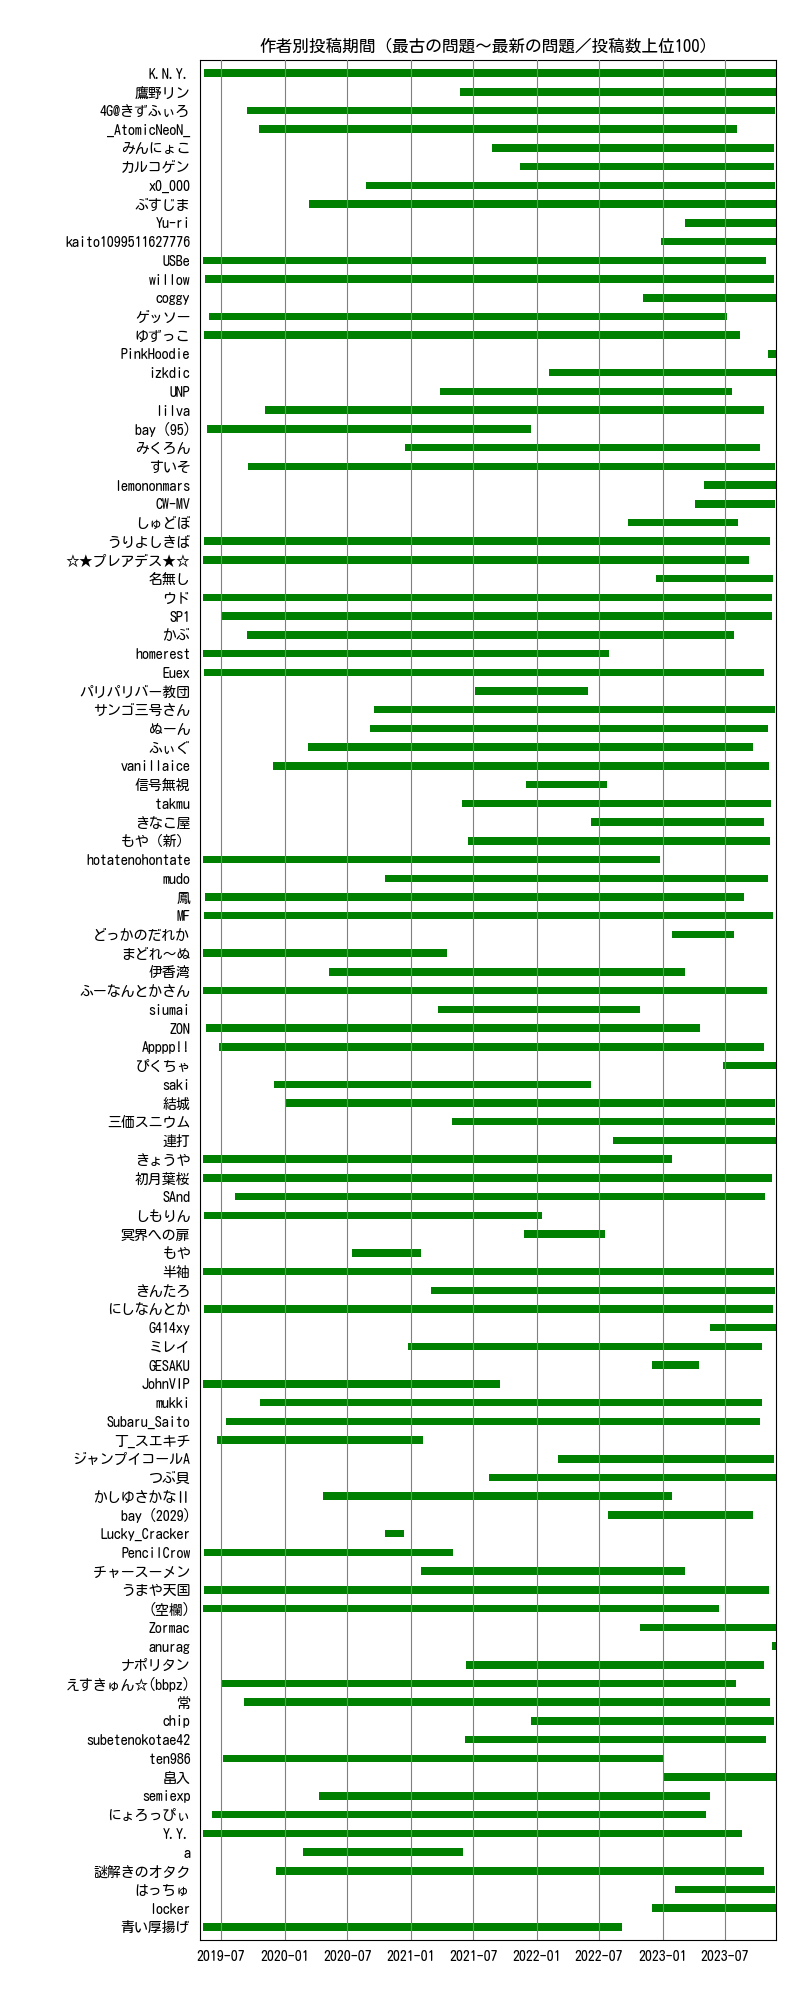 作者別投稿期間（最古の問題～最新の問題／投稿数上位100）
K.N.Y.
鷹野リン
4G@きずふぃろ
_AtomicNeoN_
みんにょこ
カルコゲン
x0_000
ぶすじま
Yu-ri
kaito1099511627776
USBe
willow
coggy
ゲッソー
ゆずっこ
PinkHoodie
izkdic
UNP
lilva
bay (95)
みくろん
すいそ
lemononmars
CW-MV
しゅどぼ
うりよしきば
☆★プレアデス★☆
名無し
ウド
SP1
かぶ
homerest
Euex
パリパリバー教団
サンゴ三号さん
ぬーん
ふぃぐ
vanillaice
信号無視
takmu
きなこ屋
もや（新）
hotatenohontate
mudo
鳳
MF
どっかのだれか
まどれ～ぬ
伊香湾
ふーなんとかさん
siumai
ZON
Appppll
ぴくちゃ
saki
結城
三価スニウム
連打
きょうや
初月葉桜
SAnd
しもりん
冥界への扉
もや
半袖
きんたろ
にしなんとか
G414xy
ミレイ
GESAKU
JohnVIP
mukki
Subaru_Saito
丁_スエキチ
ジャンプイコールA
つぶ貝
かしゆさかなII
bay (2029)
Lucky_Cracker
PencilCrow
チャースーメン
うまや天国
(空欄)
Zormac
anurag
ナポリタン
えすきゅん☆(bbpz)
常
chip
subetenokotae42
ten986
畠入
semiexp
にょろっぴぃ
Y.Y.
a
謎解きのオタク
はっちゅ
locker
青い厚揚げ
2019-07 2020-01 2020-07 2021-01 2021-07 2022-01 2022-07 2023-01 2023-07